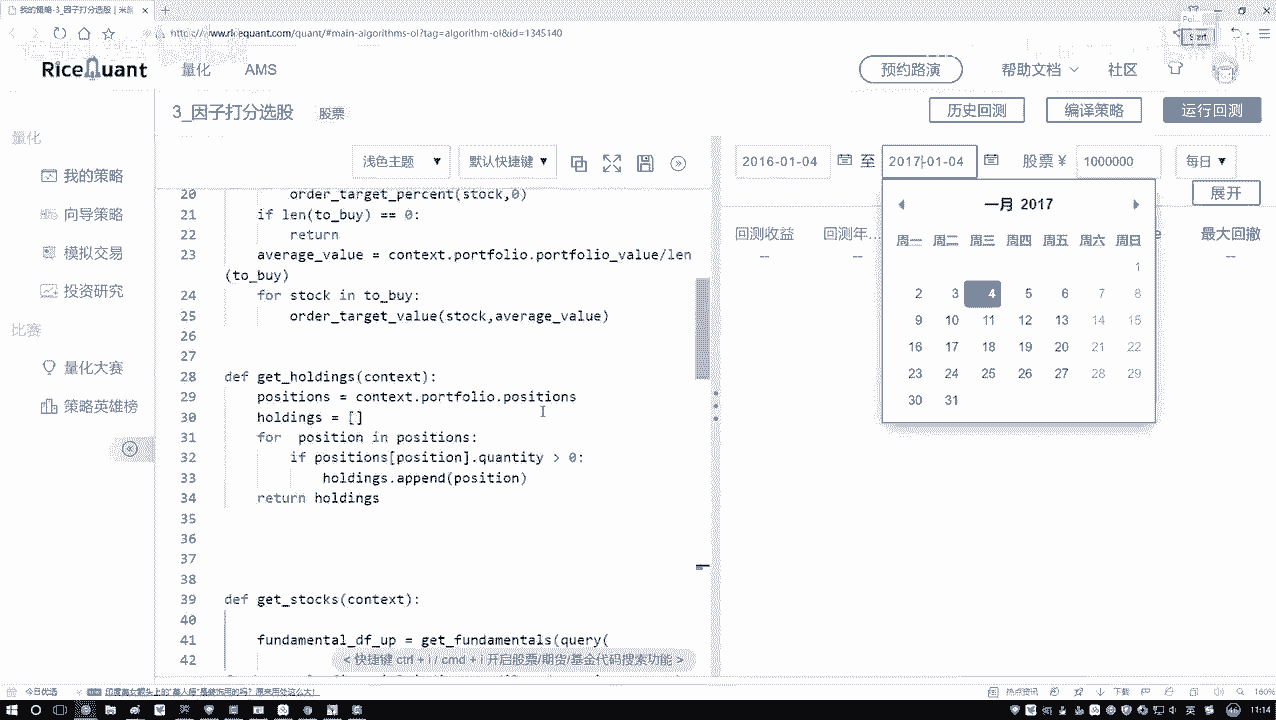 我的策略-3_因子打分选股 | 米筐
https://www.ricequant.com/quant/#main-algorithms-ol?tag=algorithm-ol&id=1345140
RiceQuant
量化
AMS
预约路演
帮助文档
社区
量化
我的策略
向导策略
模拟交易
投资研究
比赛
量化大赛
策略英雄榜
3_因子打分选股
股票
历史回测
编译策略
运行回测
浅色主题
默认快捷键
20 order_target_percent(stock,0)
21 if len(to_buy) == 0:
22 return
23 average_value = context.portfolio.portfolio_value/len
(to_buy)
24 for stock in to_buy:
25 order_target_value(stock,average_value)
26
27
28 def get_holdings(context):
29 positions = context.portfolio.positions
30 holdings = []
31 for  position in positions:
32 if positions[position].quantity > 0:
33 holdings.append(position)
34 return holdings
35
36
37
38
39 def get_stocks(context):
40
41 fundamental_df_up = get_fundamentals(query(
42
< 快捷键 ctrl + i / cmd + i 开启股票/期货/基金代码搜索功能 >
2016-01-04 至 2017-01-04 股票 ¥ 1000000 每日
展开
回测收益 回测年... 最大回撤
-- -- --
一月 2017
周一 周二 周三 周四 周五 周六 周日
1
2 3 4 5 6 7 8
9 10 11 12 13 14 15
16 17 18 19 20 21 22
23 24 25 26 27 28 29
30 31
今日优选
热点资讯
下载
160%
英
11:14